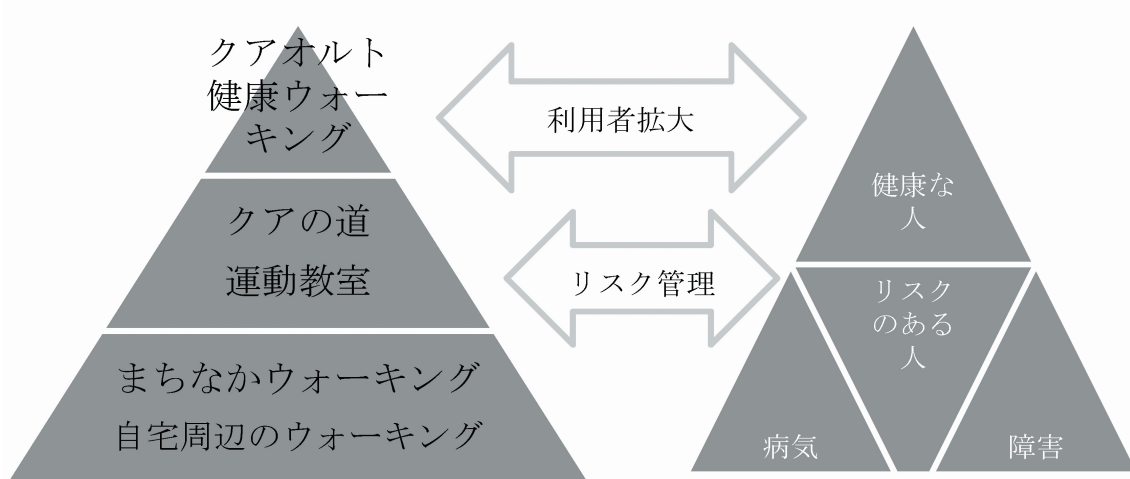 クアオルト
健康ウォー
キング
クアの道
運動教室
まちなかウォーキング
自宅周辺のウォーキング
利用者拡大
リスク管理
健康な
人
リスク
のある
人
病気
障害